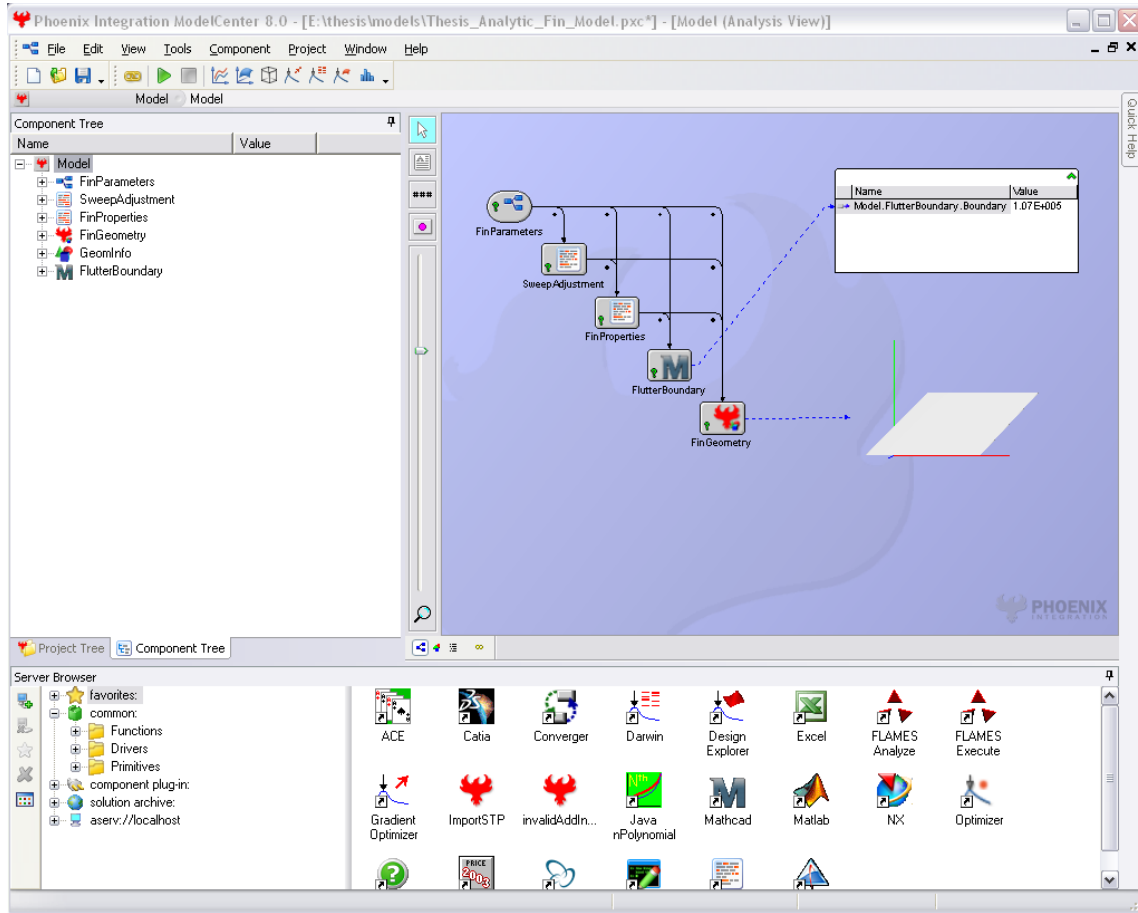 Phoenix Integration ModelCenter 8.0 - [E:\thesis\models\Thesis_Analytic_Fin_Model.pxc*] - [Model (Analysis View)]
File Edit View Tools Component Project Window Help
Model Model
Quick Help
Component Tree
Name Value
Model
FinParameters
SweepAdjustment
FinProperties
FinGeometry
GeomInfo
FlutterBoundary
###
FinParameters
SweepAdjustment
FinProperties
M
FlutterBoundary
FinGeometry
Name Value
Model.FlutterBoundary.Boundary 1.07E+005
PHOENIX
INTEGRATION
Project Tree Component Tree
Server Browser
favorites:
common:
Functions
Drivers
Primitives
component plug-in:
solution archive:
aserv://localhost
ACE Catia Converger Darwin Design Explorer Excel FLAMES Analyze FLAMES Execute
Nth
Gradient Optimizer ImportSTP invalidAddIn... Java nPolynomial Mathcad Matlab NX Optimizer
PRICE
2003